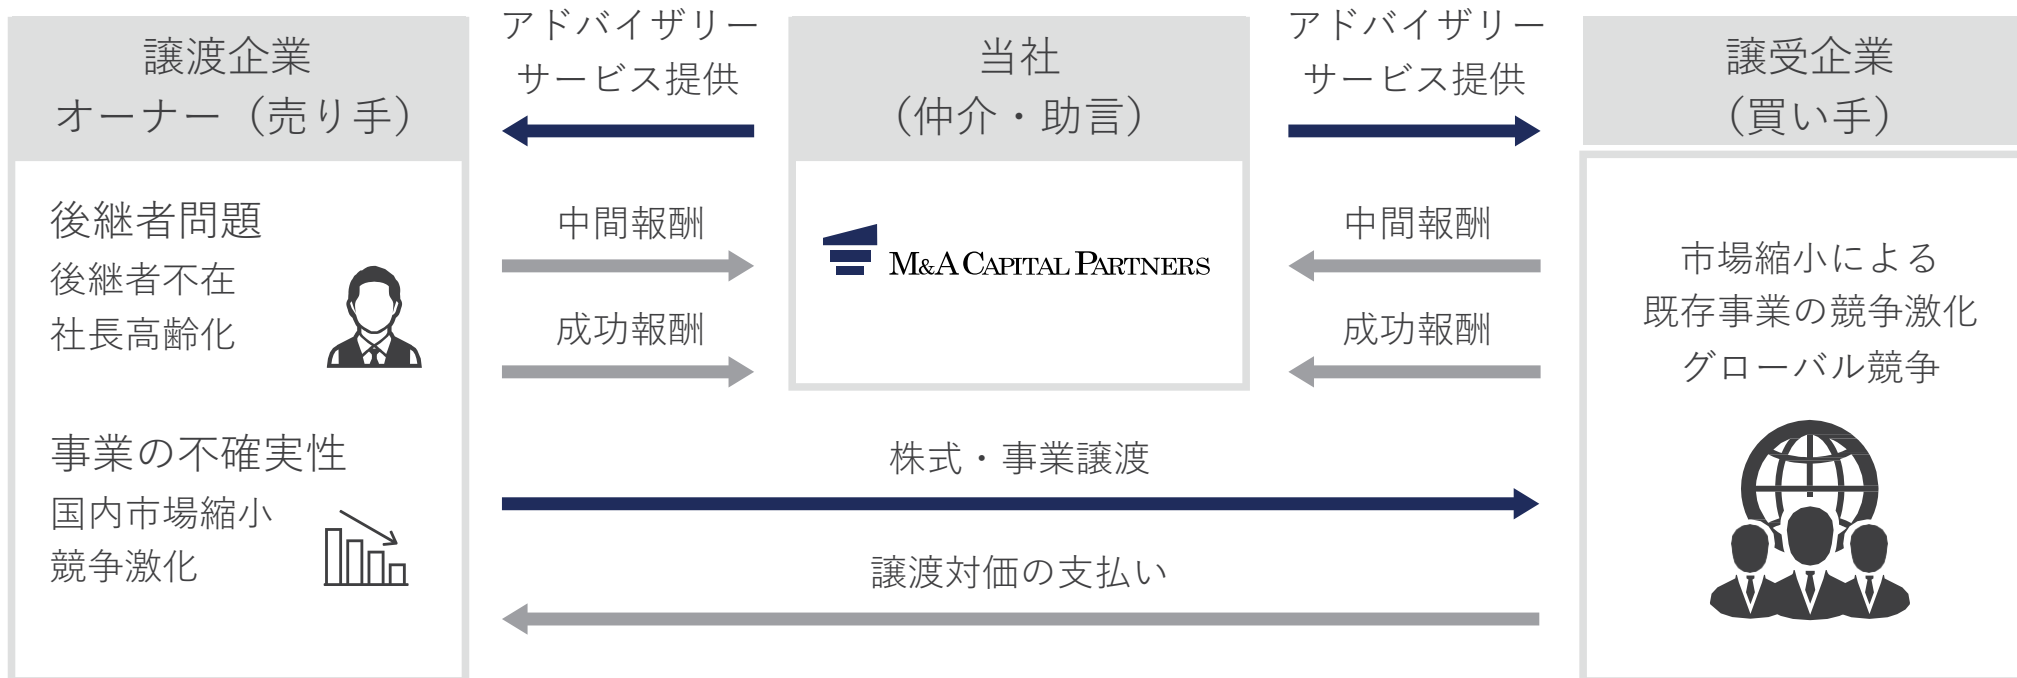 譲渡企業
オーナー（売り手）
後継者問題
後継者不在
社長高齢化
事業の不確実性
国内市場縮小
競争激化
アドバイザリー
サービス提供
中間報酬
成功報酬
当社
（仲介・助言）
M&A CAPITAL PARTNERS
アドバイザリー
サービス提供
中間報酬
成功報酬
株式・事業譲渡
譲渡対価の支払い
譲受企業
（買い手）
市場縮小による
既存事業の競争激化
グローバル競争